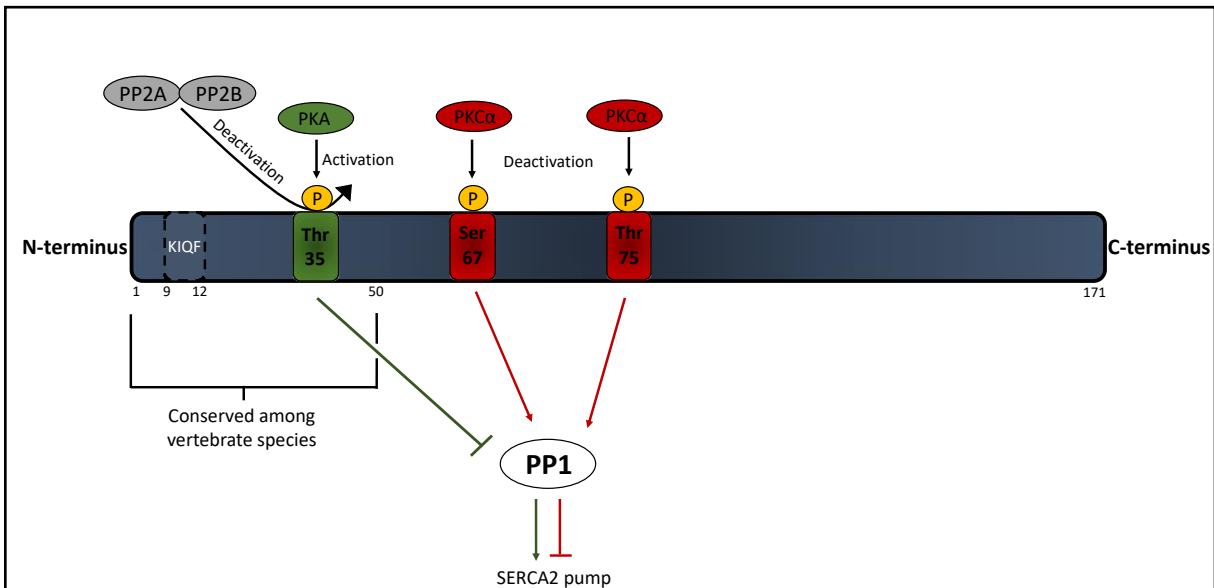 PP2A PP2B
PKA
PKCα
PKCα
Deactivation
Activation
Deactivation
P
P
P
N-terminus
KIQF
Thr
35
Ser
67
Thr
75
C-terminus
1
9
12
50
171
Conserved among
vertebrate species
PP1
SERCA2 pump